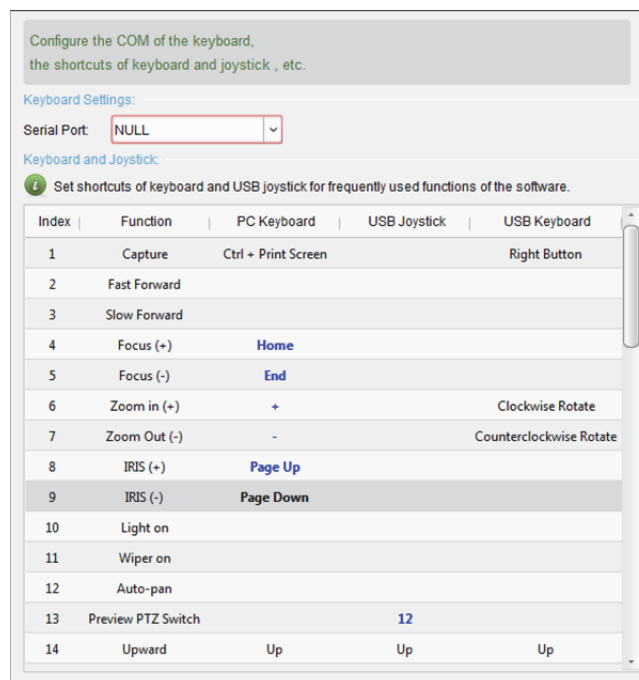 Configure the COM of the keyboard,
the shortcuts of keyboard and joystick , etc.
Keyboard Settings:
Serial Port: NULL
Keyboard and Joystick:
Set shortcuts of keyboard and USB joystick for frequently used functions of the software.
Index Function PC Keyboard USB Joystick USB Keyboard
1 Capture Ctrl + Print Screen Right Button
2 Fast Forward
3 Slow Forward
4 Focus (+) Home
5 Focus (-) End
6 Zoom in (+) + Clockwise Rotate
7 Zoom Out (-) - Counterclockwise Rotate
8 IRIS (+) Page Up
9 IRIS (-) Page Down
10 Light on
11 Wiper on
12 Auto-pan
13 Preview PTZ Switch 12
14 Upward Up Up Up